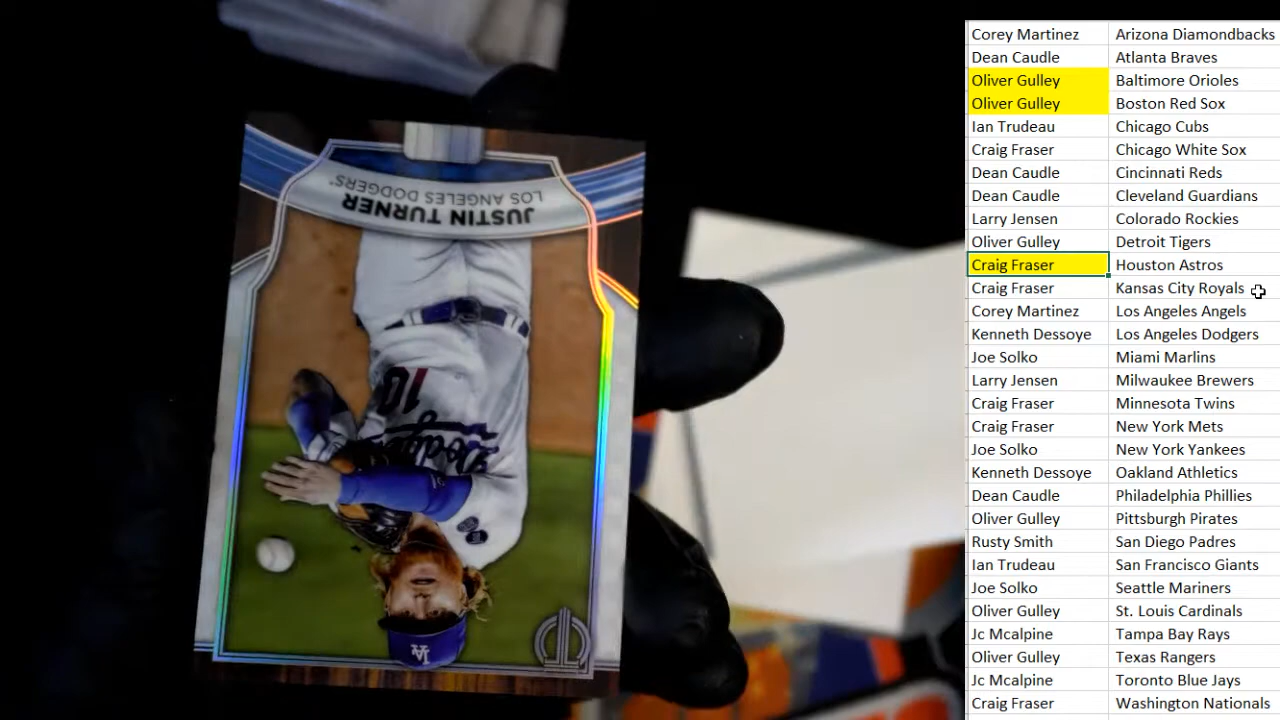 JUSTIN TURNER
LOS ANGELES DODGERS
10
Dodgers
LA
Corey Martinez Arizona Diamondbacks
Dean Caudle Atlanta Braves
Oliver Gulley Baltimore Orioles
Oliver Gulley Boston Red Sox
Ian Trudeau Chicago Cubs
Craig Fraser Chicago White Sox
Dean Caudle Cincinnati Reds
Dean Caudle Cleveland Guardians
Larry Jensen Colorado Rockies
Oliver Gulley Detroit Tigers
Craig Fraser Houston Astros
Craig Fraser Kansas City Royals
Corey Martinez Los Angeles Angels
Kenneth Dessoye Los Angeles Dodgers
Joe Solko Miami Marlins
Larry Jensen Milwaukee Brewers
Craig Fraser Minnesota Twins
Craig Fraser New York Mets
Joe Solko New York Yankees
Kenneth Dessoye Oakland Athletics
Dean Caudle Philadelphia Phillies
Oliver Gulley Pittsburgh Pirates
Rusty Smith San Diego Padres
Ian Trudeau San Francisco Giants
Joe Solko Seattle Mariners
Oliver Gulley St. Louis Cardinals
Jc Mcalpine Tampa Bay Rays
Oliver Gulley Texas Rangers
Jc Mcalpine Toronto Blue Jays
Craig Fraser Washington Nationals